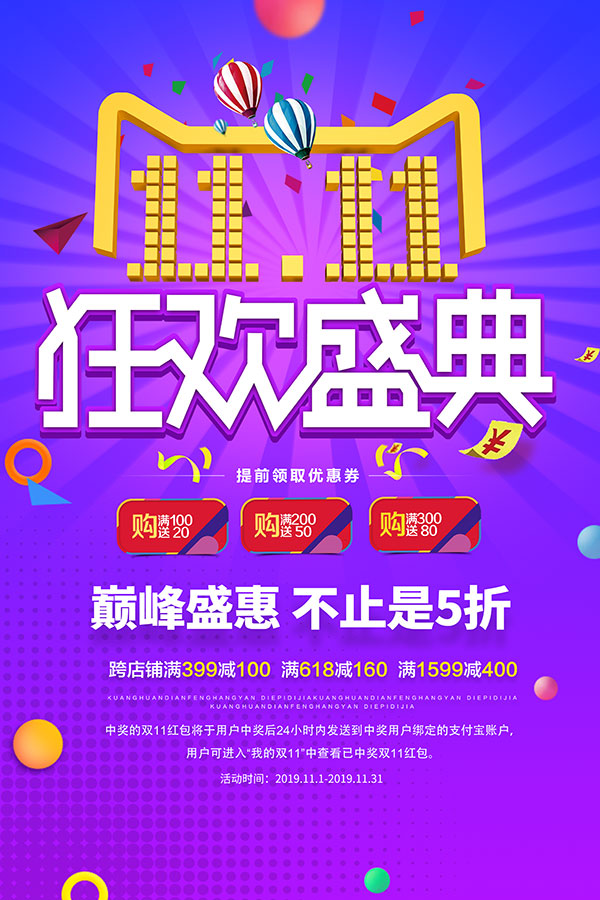 11.11
狂欢盛典
提前领取优惠券
购 满100
送20
购 满200
送50
购 满300
送80
巅峰盛惠 不止是5折
跨店铺满399减100 满618减160 满1599减400
KUANGHUANDIANFENGHANGYAN DIEPIDIJIAKUANGHUANDIANFENGHANGYAN DIEPIDIJIA
KUANGHUANDIANFENGHANGYAN DIEPIDIJIA
中奖的双11红包将于用户中奖后24小时内发送到中奖用户绑定的支付宝账户,
用户可进入“我的双11”中查看已中奖双11红包。
活动时间：2019.11.1-2019.11.31
¥
¥